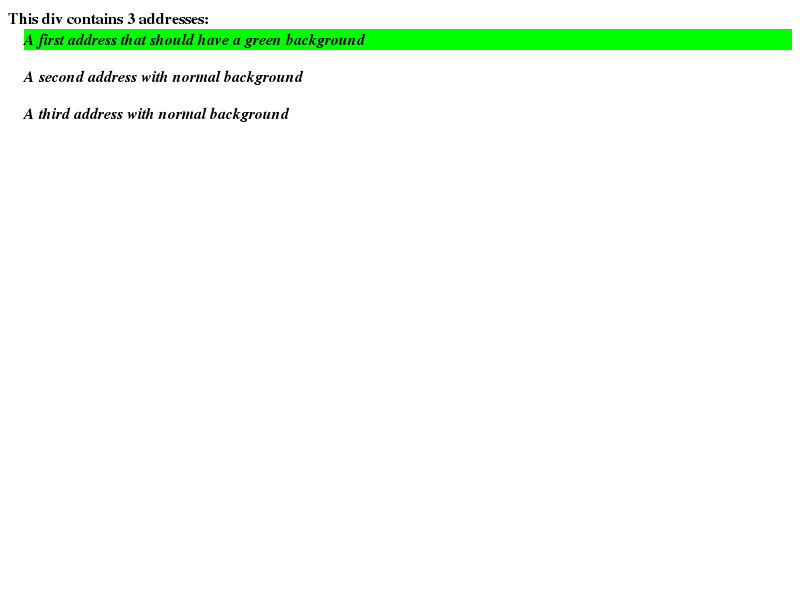 This div contains 3 addresses:
A first address that should have a green background
A second address with normal background
A third address with normal background